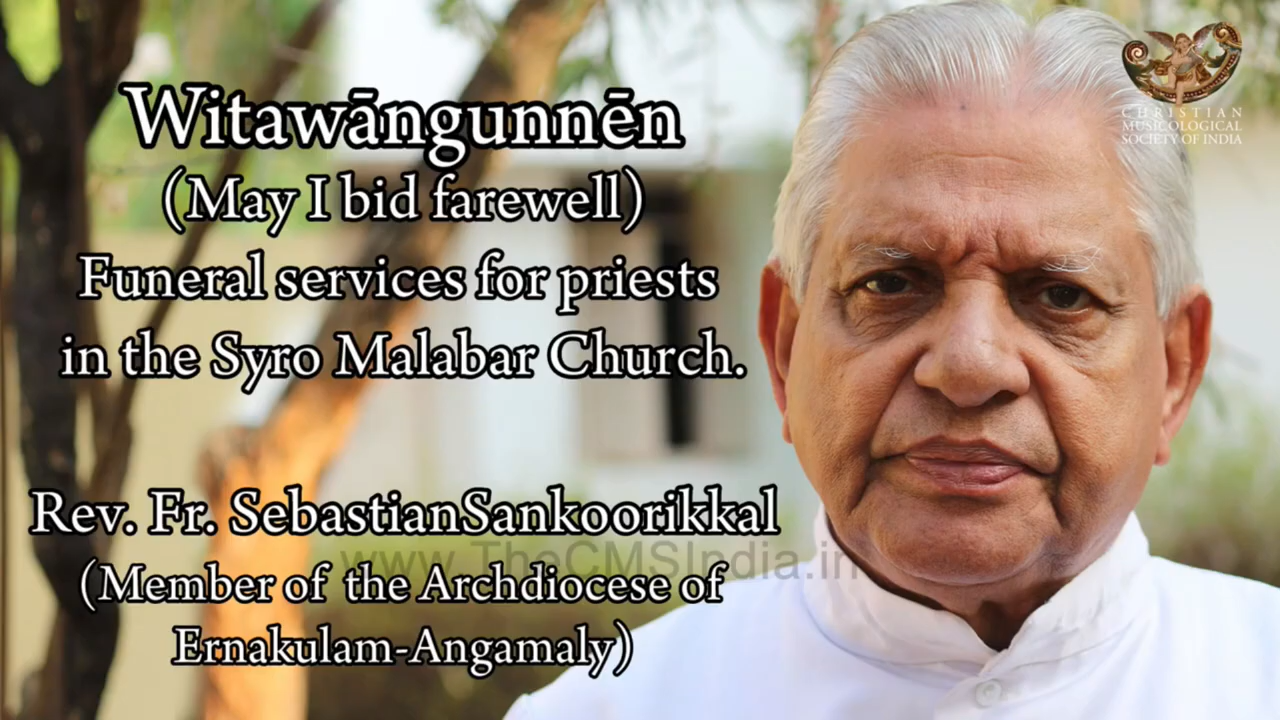 Witawāngunnēn
(May I bid farewell)
Funeral services for priests
in the Syro Malabar Church.
Rev. Fr. SebastianSankoorikkal
(Member of the Archdiocese of
Ernakulam-Angamaly)
CHRISTIAN
MUSICOLOGICAL
SOCIETY OF INDIA
www.TheCMSIndia.in